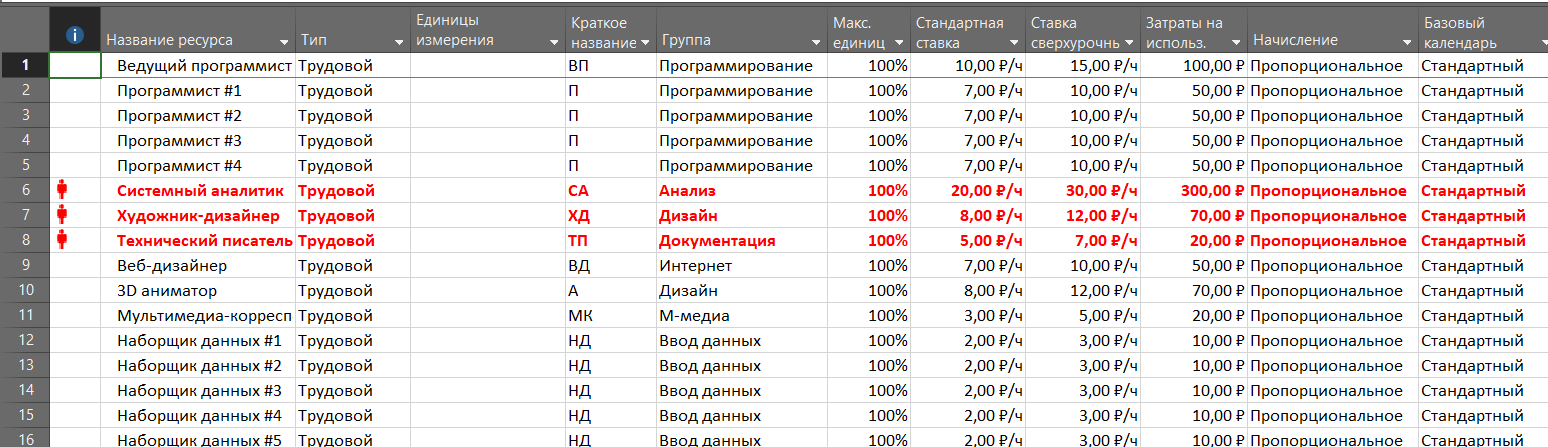 Название ресурса Тип Единицы измерения Краткое название Группа Макс. единиц Стандартная ставка Ставка сверхурочнь Затраты на использ. Начисление Базовый календарь
1 Ведущий программист Трудовой ВП Программирование 100% 10,00 ₽/ч 15,00 ₽/ч 100,00 ₽ Пропорциональное Стандартный
2 Программист #1 Трудовой П Программирование 100% 7,00 ₽/ч 10,00 ₽/ч 50,00 ₽ Пропорциональное Стандартный
3 Программист #2 Трудовой П Программирование 100% 7,00 ₽/ч 10,00 ₽/ч 50,00 ₽ Пропорциональное Стандартный
4 Программист #3 Трудовой П Программирование 100% 7,00 ₽/ч 10,00 ₽/ч 50,00 ₽ Пропорциональное Стандартный
5 Программист #4 Трудовой П Программирование 100% 7,00 ₽/ч 10,00 ₽/ч 50,00 ₽ Пропорциональное Стандартный
6 Системный аналитик Трудовой СА Анализ 100% 20,00 ₽/ч 30,00 ₽/ч 300,00 ₽ Пропорциональное Стандартный
7 Художник-дизайнер Трудовой ХД Дизайн 100% 8,00 ₽/ч 12,00 ₽/ч 70,00 ₽ Пропорциональное Стандартный
8 Технический писатель Трудовой ТП Документация 100% 5,00 ₽/ч 7,00 ₽/ч 20,00 ₽ Пропорциональное Стандартный
9 Веб-дизайнер Трудовой ВД Интернет 100% 7,00 ₽/ч 10,00 ₽/ч 50,00 ₽ Пропорциональное Стандартный
10 3D аниматор Трудовой А Дизайн 100% 8,00 ₽/ч 12,00 ₽/ч 70,00 ₽ Пропорциональное Стандартный
11 Мультимедиа-корресп Трудовой МК М-медиа 100% 3,00 ₽/ч 5,00 ₽/ч 20,00 ₽ Пропорциональное Стандартный
12 Наборщик данных #1 Трудовой НД Ввод данных 100% 2,00 ₽/ч 3,00 ₽/ч 10,00 ₽ Пропорциональное Стандартный
13 Наборщик данных #2 Трудовой НД Ввод данных 100% 2,00 ₽/ч 3,00 ₽/ч 10,00 ₽ Пропорциональное Стандартный
14 Наборщик данных #3 Трудовой НД Ввод данных 100% 2,00 ₽/ч 3,00 ₽/ч 10,00 ₽ Пропорциональное Стандартный
15 Наборщик данных #4 Трудовой НД Ввод данных 100% 2,00 ₽/ч 3,00 ₽/ч 10,00 ₽ Пропорциональное Стандартный
16 Наборщик данных #5 Трудовой НД Ввод данных 100% 2,00 ₽/ч 3,00 ₽/ч 10,00 ₽ Пропорциональное Стандартный